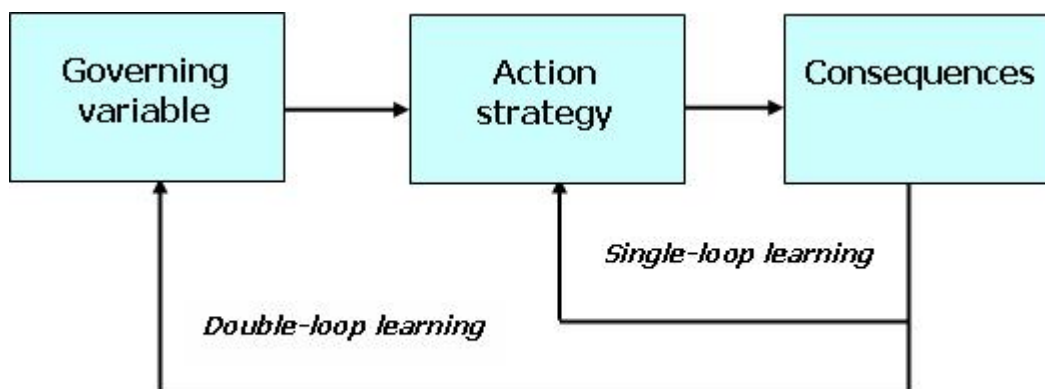 Governing
variable
Action
strategy
Consequences
Single-loop learning
Double-loop learning